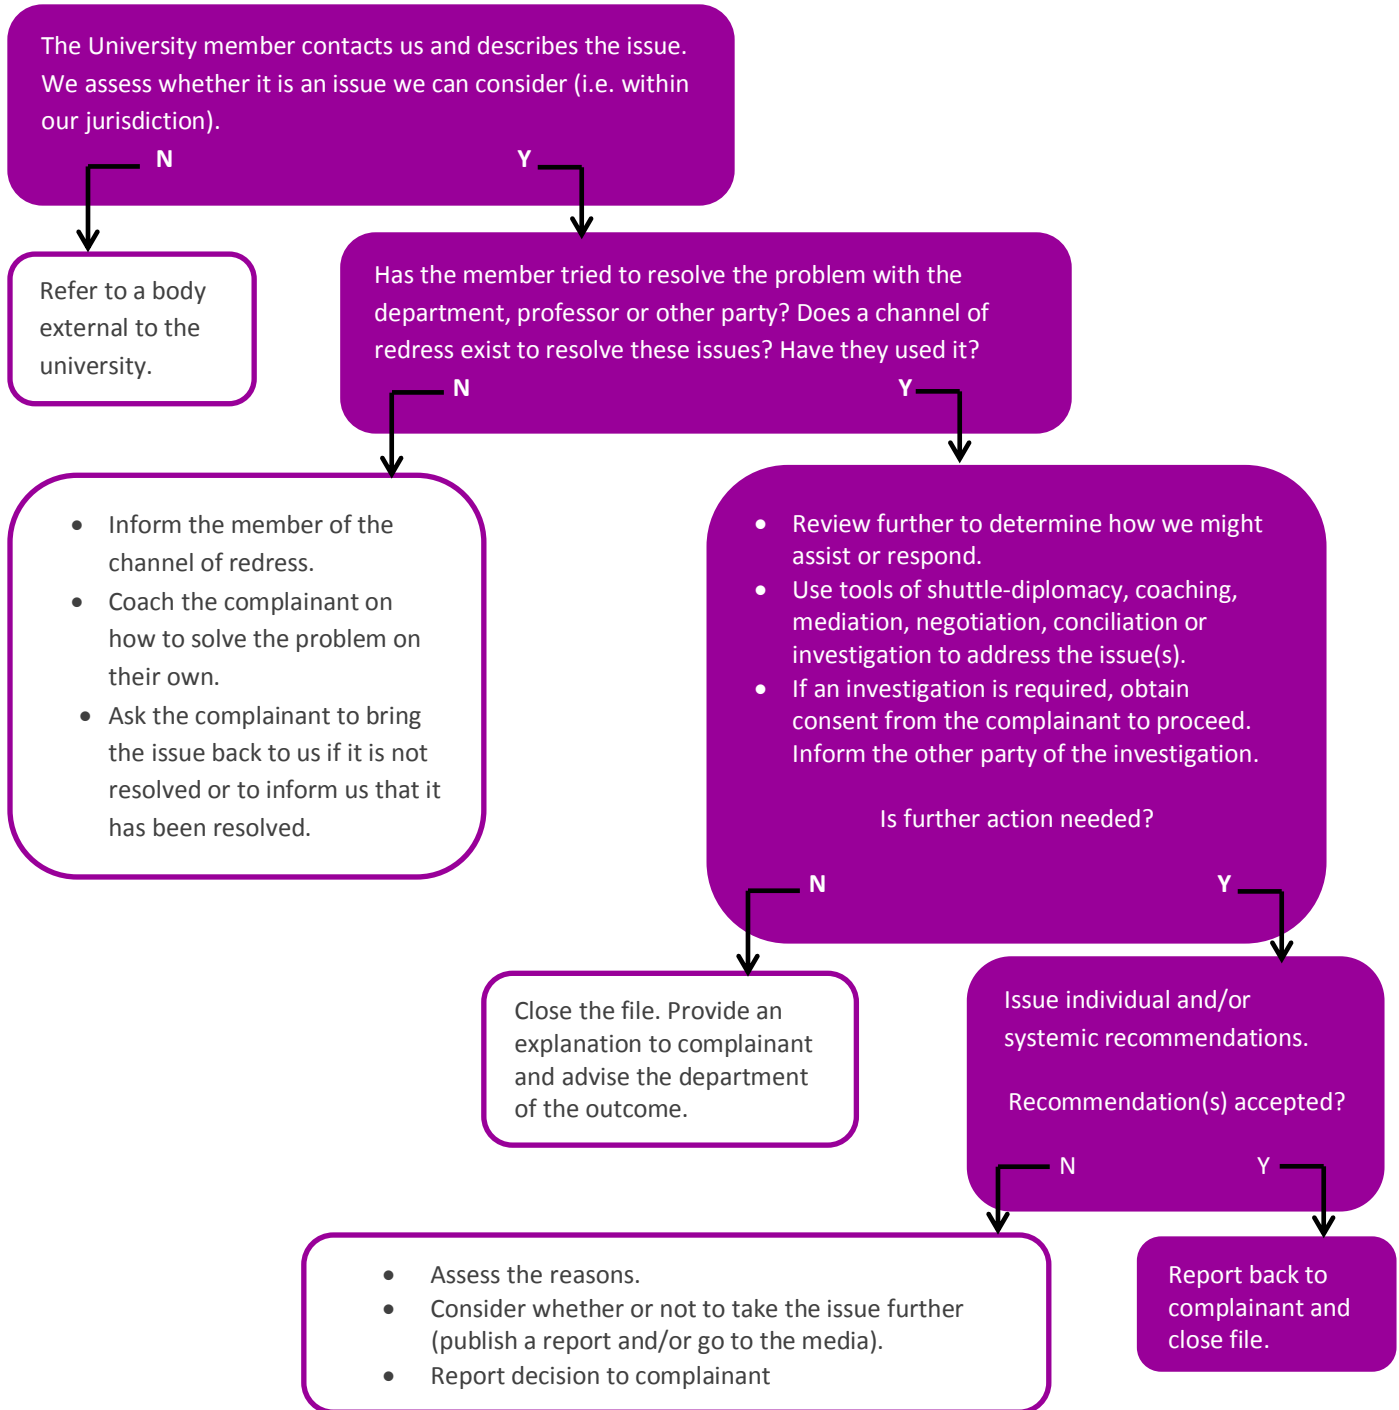 The University member contacts us and describes the issue.
We assess whether it is an issue we can consider (i.e. within
our jurisdiction).
N
Y
Refer to a body
external to the
university.
Has the member tried to resolve the problem with the
department, professor or other party? Does a channel of
redress exist to resolve these issues? Have they used it?
N
Y
• Inform the member of the
channel of redress.
• Coach the complainant on
how to solve the problem on
their own.
• Ask the complainant to bring
the issue back to us if it is not
resolved or to inform us that it
has been resolved.
• Review further to determine how we might
assist or respond.
• Use tools of shuttle-diplomacy, coaching,
mediation, negotiation, conciliation or
investigation to address the issue(s).
• If an investigation is required, obtain
consent from the complainant to proceed.
Inform the other party of the investigation.
Is further action needed?
N
Y
Close the file. Provide an
explanation to complainant
and advise the department
of the outcome.
Issue individual and/or
systemic recommendations.
Recommendation(s) accepted?
N
Y
• Assess the reasons.
• Consider whether or not to take the issue further
(publish a report and/or go to the media).
• Report decision to complainant
Report back to
complainant and
close file.